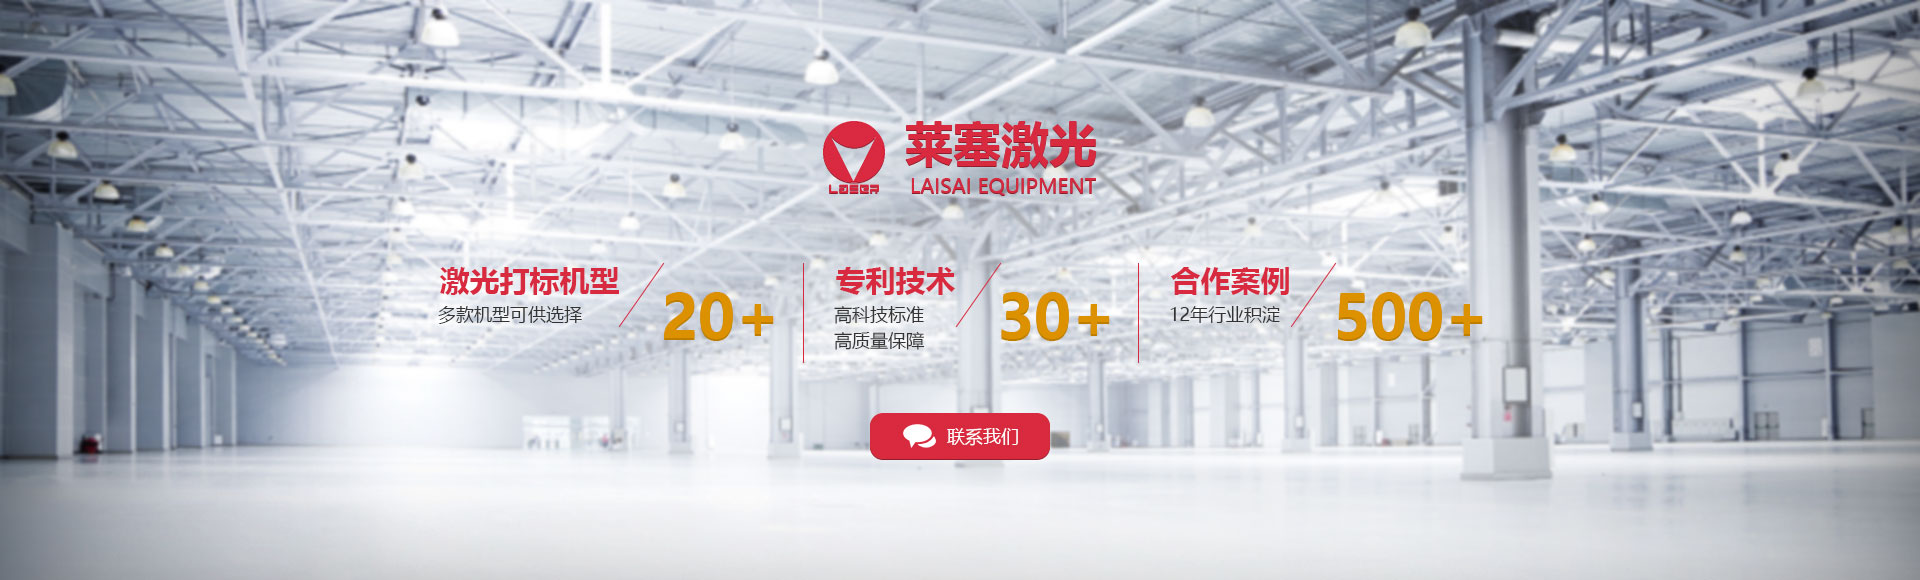 莱塞激光
LASER
LAISAI EQUIPMENT
激光打标机型
多款机型可供选择
20+
专利技术
高科技标准
高质量保障
30+
合作案例
12年行业积淀
500+
联系我们